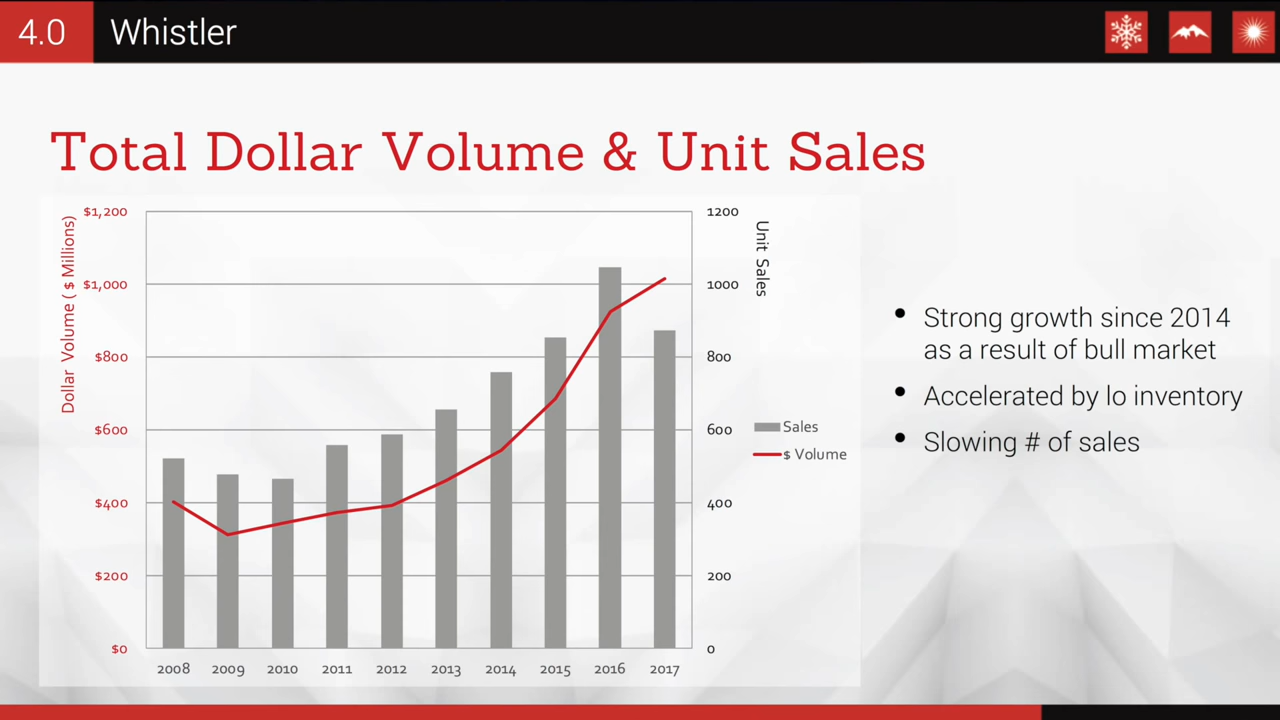 4.0 Whistler
Total Dollar Volume & Unit Sales
Dollar Volume ( $ Millions)
$1,200
$1,000
$800
$600
$400
$200
$0
1200
1000
800
600
400
200
0
Unit Sales
2008 2009 2010 2011 2012 2013 2014 2015 2016 2017
Sales
$ Volume
• Strong growth since 2014
as a result of bull market
• Accelerated by lo inventory
• Slowing # of sales